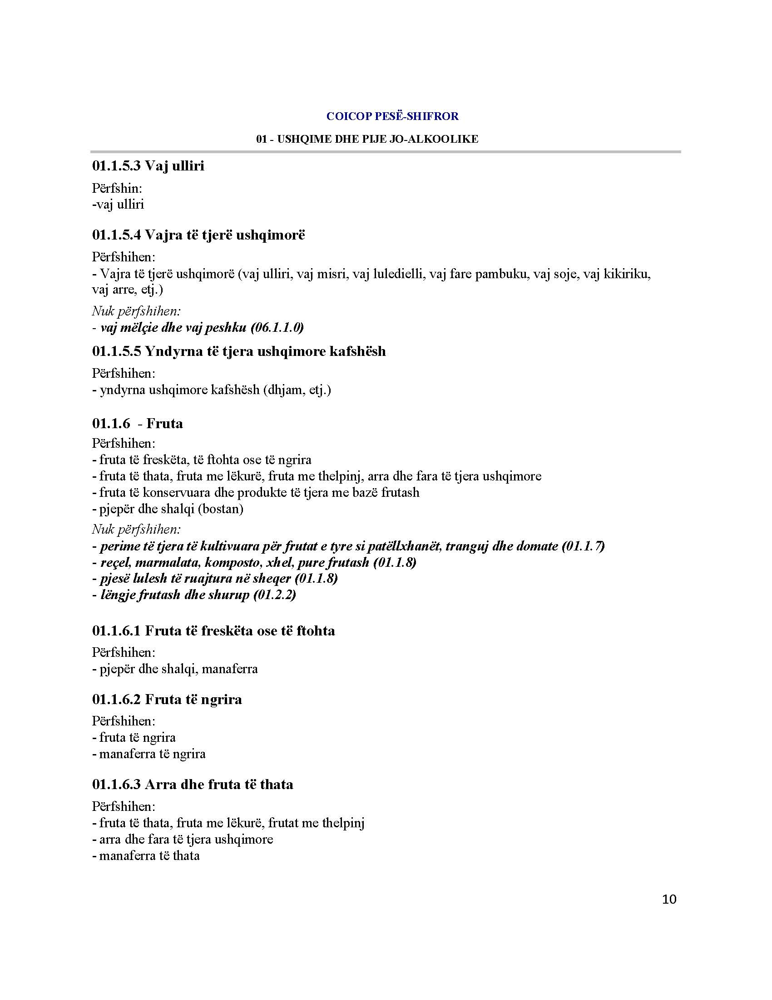 COICOP PESË-SHIFROR
01 - USHQIME DHE PIJE JO-ALKOOLIKE
01.1.5.3 Vaj ulliri
Përfshin:
-vaj ulliri
01.1.5.4 Vajra të tjerë ushqimorë
Përfshihen:
- Vajra të tjerë ushqimorë (vaj ulliri, vaj misri, vaj luledielli, vaj fare pambuku, vaj soje, vaj kikiriku,
vaj arre, etj.)
Nuk përfshihen:
- vaj mëlçie dhe vaj peshku (06.1.1.0)
01.1.5.5 Yndyrna të tjera ushqimore kafshësh
Përfshihen:
- yndyrna ushqimore kafshësh (dhjam, etj.)
01.1.6  - Fruta
Përfshihen:
- fruta të freskëta, të ftohta ose të ngrira
- fruta të thata, fruta me lëkurë, fruta me thelpinj, arra dhe fara të tjera ushqimore
- fruta të konservuara dhe produkte të tjera me bazë frutash
- pjepër dhe shalqi (bostan)
Nuk përfshihen:
- perime të tjera të kultivuara për frutat e tyre si patëllxhanët, tranguj dhe domate (01.1.7)
- reçel, marmalata, komposto, xhel, pure frutash (01.1.8)
- pjesë lulesh të ruajtura në sheqer (01.1.8)
- lëngje frutash dhe shurup (01.2.2)
01.1.6.1 Fruta të freskëta ose të ftohta
Përfshihen:
- pjepër dhe shalqi, manaferra
01.1.6.2 Fruta të ngrira
Përfshihen:
- fruta të ngrira
- manaferra të ngrira
01.1.6.3 Arra dhe fruta të thata
Përfshihen:
- fruta të thata, fruta me lëkurë, frutat me thelpinj
- arra dhe fara të tjera ushqimore
- manaferra të thata
10